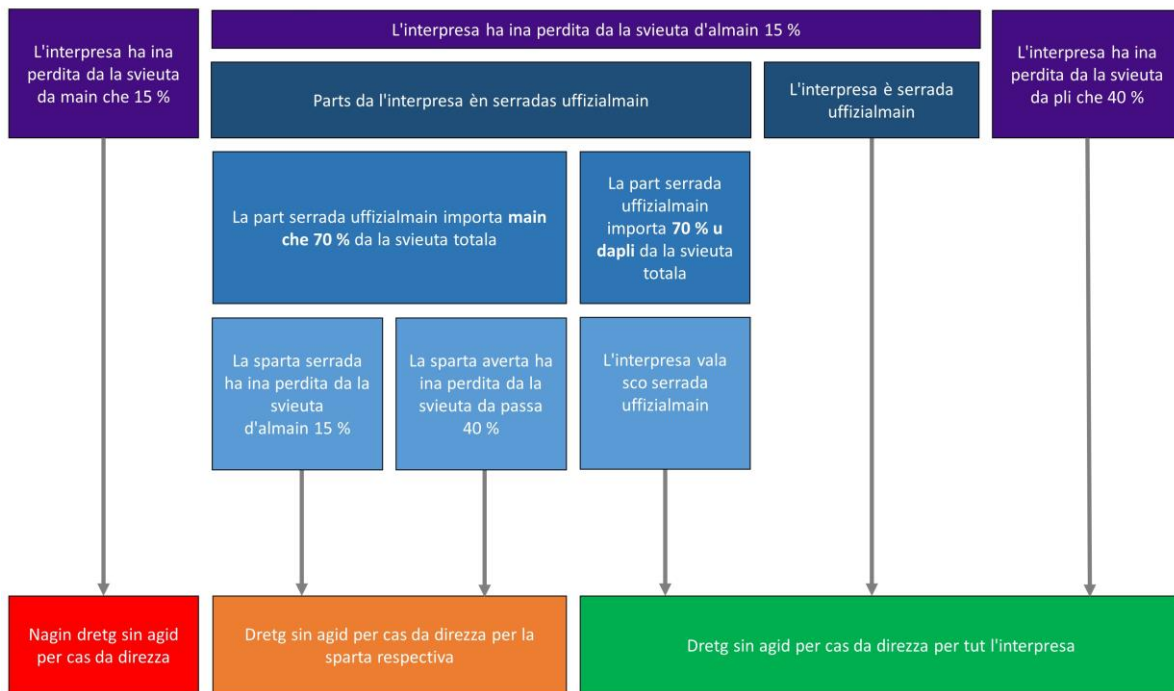 L'interpresa ha ina
perdita da la svieuta
da main che 15 %
L'interpresa ha ina perdita da la svieuta d'almain 15 %
L'interpresa ha ina
perdita da la svieuta
da pli che 40 %
Parts da l'interpresa èn serradas uffizialmain
L'interpresa è serrada
uffizialmain
La part serrada uffizialmain importa main
che 70 % da la svieuta totala
La part serrada
uffizialmain
importa 70 % u
dapli da la svieuta
totala
La sparta serrada
ha ina perdita da la
svieuta
d'almain 15 %
La sparta averta ha
ina perdita da la
svieuta da passa
40 %
L'interpresa vala
sco serrada
uffizialmain
Nagin dretg sin agid
per cas da direzza
Dretg sin agid per cas da direzza per la
sparta respectiva
Dretg sin agid per cas da direzza per tut l'interpresa